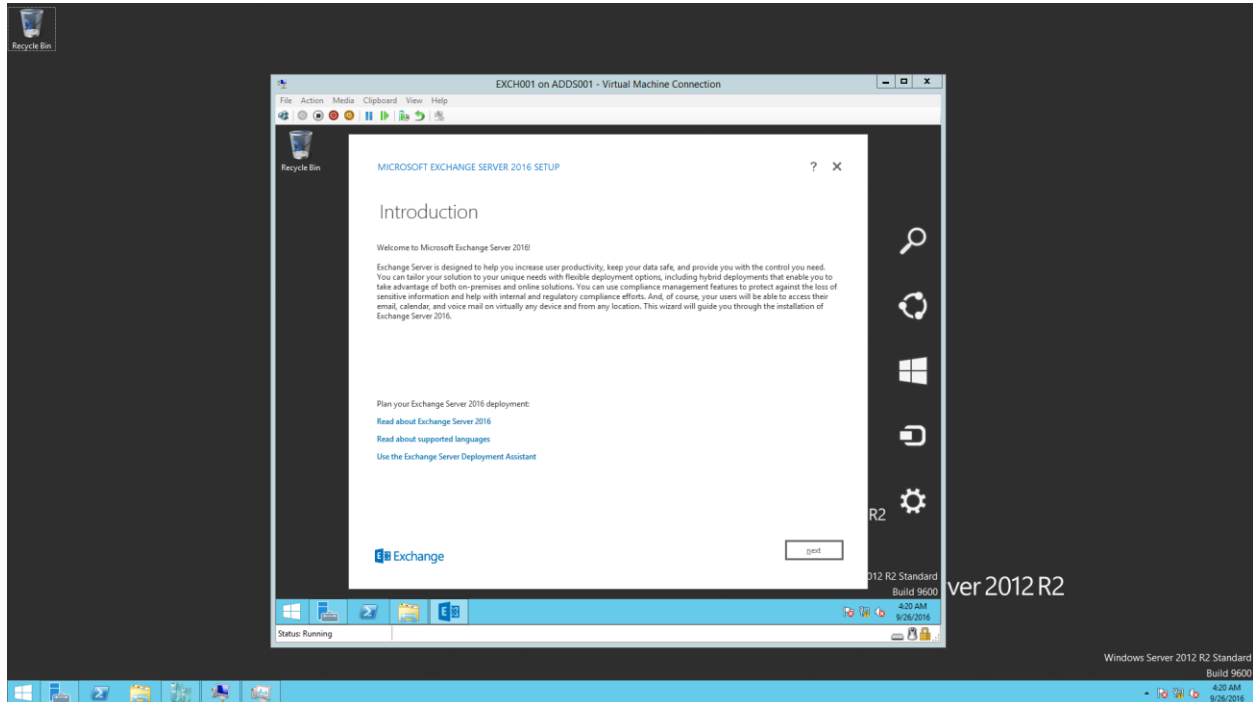 Recycle Bin
EXCH001 on ADDS001 - Virtual Machine Connection
File Action Media Clipboard View Help
Recycle Bin
MICROSOFT EXCHANGE SERVER 2016 SETUP
?
Introduction
Welcome to Microsoft Exchange Server 2016!
Exchange Server is designed to help you increase user productivity, keep your data safe, and provide you with the control you need.
You can tailor your solution to your unique needs with flexible deployment options, including hybrid deployments that enable you to
take advantage of both on-premises and online solutions. You can use compliance management features to protect against the loss of
sensitive information and help with internal and regulatory compliance efforts. And, of course, your users will be able to access their
email, calendar, and voice mail on virtually any device and from any location. This wizard will guide you through the installation of
Exchange Server 2016.
Plan your Exchange Server 2016 deployment:
Read about Exchange Server 2016
Read about supported languages
Use the Exchange Server Deployment Assistant
R2
Exchange
next
012 R2 Standard
Build 9600
ver 2012 R2
4:20 AM
9/26/2016
Status: Running
Windows Server 2012 R2 Standard
Build 9600
4:20 AM
9/26/2016